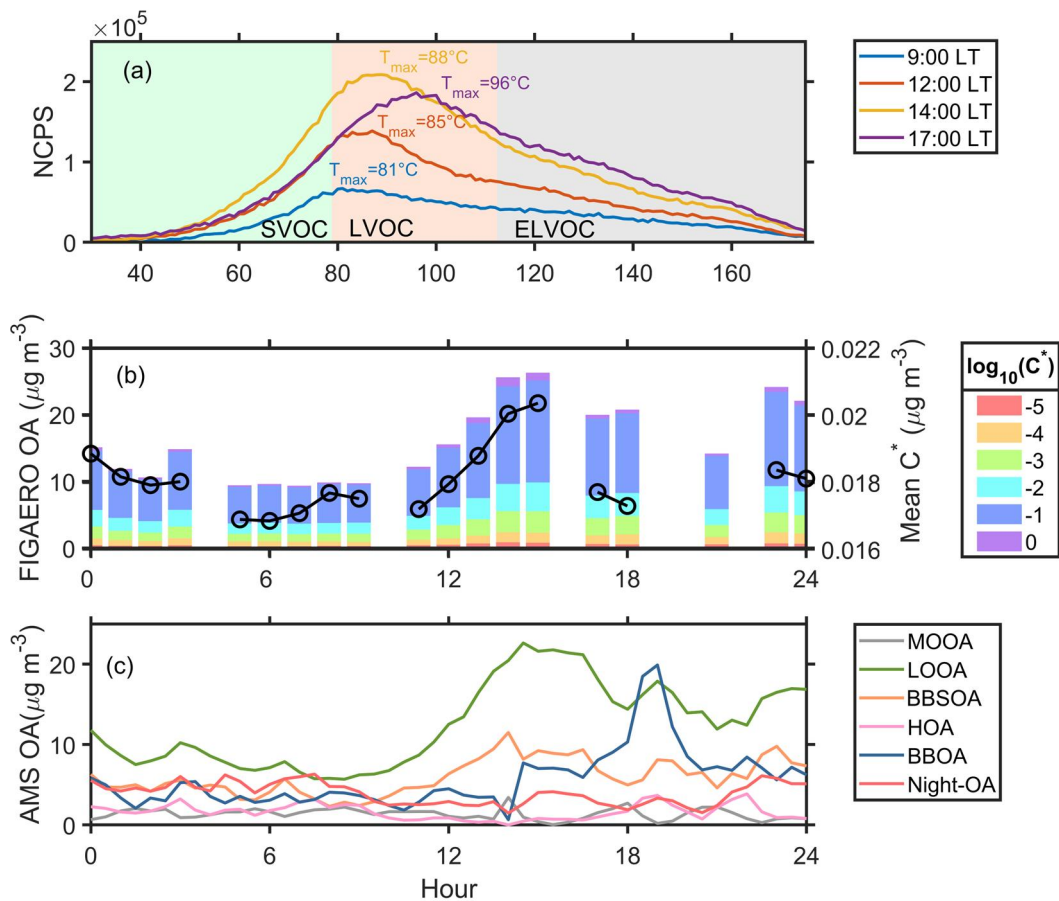 ×10^5
(a)
NCPS
2
1
0
T_max=88°C
T_max=96°C
T_max=85°C
T_max=81°C
SVOC
LVOC
ELVOC
40
60
80
100
120
140
160
9:00 LT
12:00 LT
14:00 LT
17:00 LT
(b)
FIGAERO OA (μg m^-3)
30
20
10
0
0
6
12
18
24
0.022
0.02
0.018
0.016
Mean C^* (μg m^-3)
log_10(C^*)
-5
-4
-3
-2
-1
0
(c)
AMS OA(μg m^-3)
20
10
0
0
6
12
18
24
Hour
MOOA
LOOA
BBSOA
HOA
BBOA
Night-OA